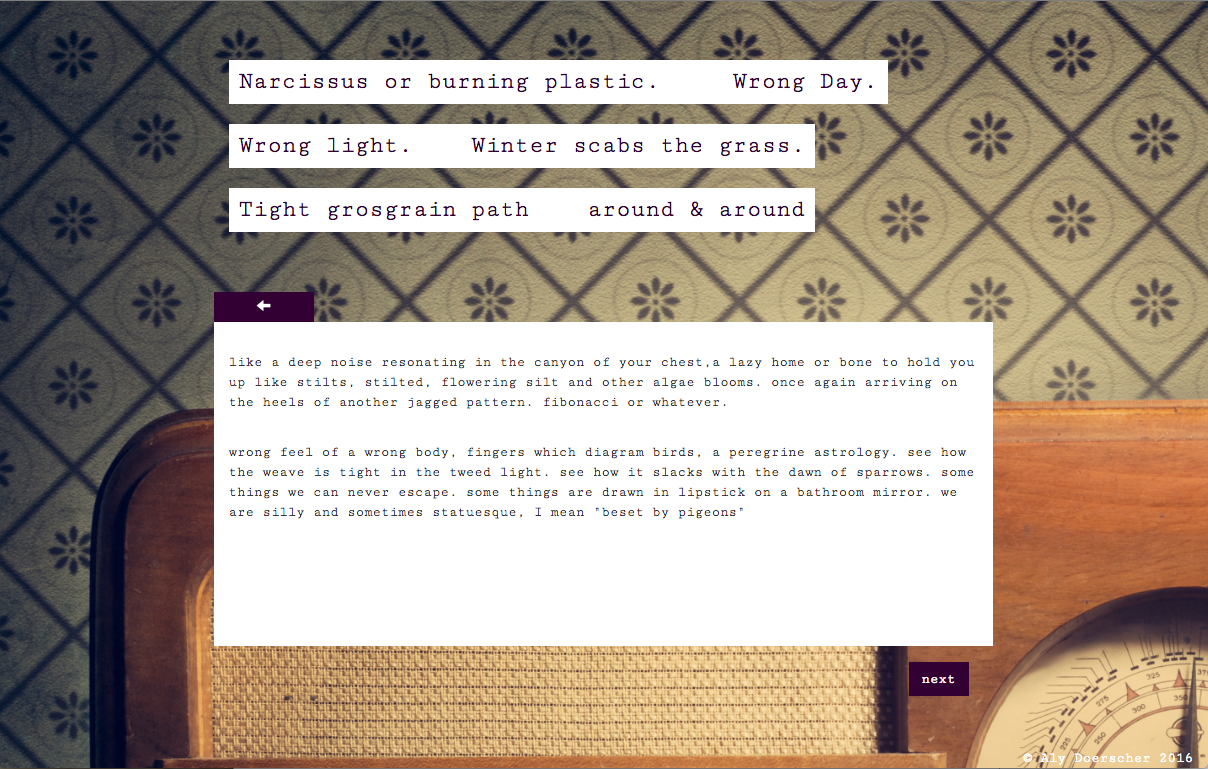 Narcissus or burning plastic.     Wrong Day.
Wrong light.    Winter scabs the grass.
Tight grosgrain path    around & around
like a deep noise resonating in the canyon of your chest,a lazy home or bone to hold you
up like stilts, stilted, flowering silt and other algae blooms. once again arriving on
the heels of another jagged pattern. fibonacci or whatever.
wrong feel of a wrong body, fingers which diagram birds, a peregrine astrology. see how
the weave is tight in the tweed light. see how it slacks with the dawn of sparrows. some
things we can never escape. some things are drawn in lipstick on a bathroom mirror. we
are silly and sometimes statuesque, I mean "beset by pigeons"
next
325
275
300
225
250
© Aly Doerscher 2016